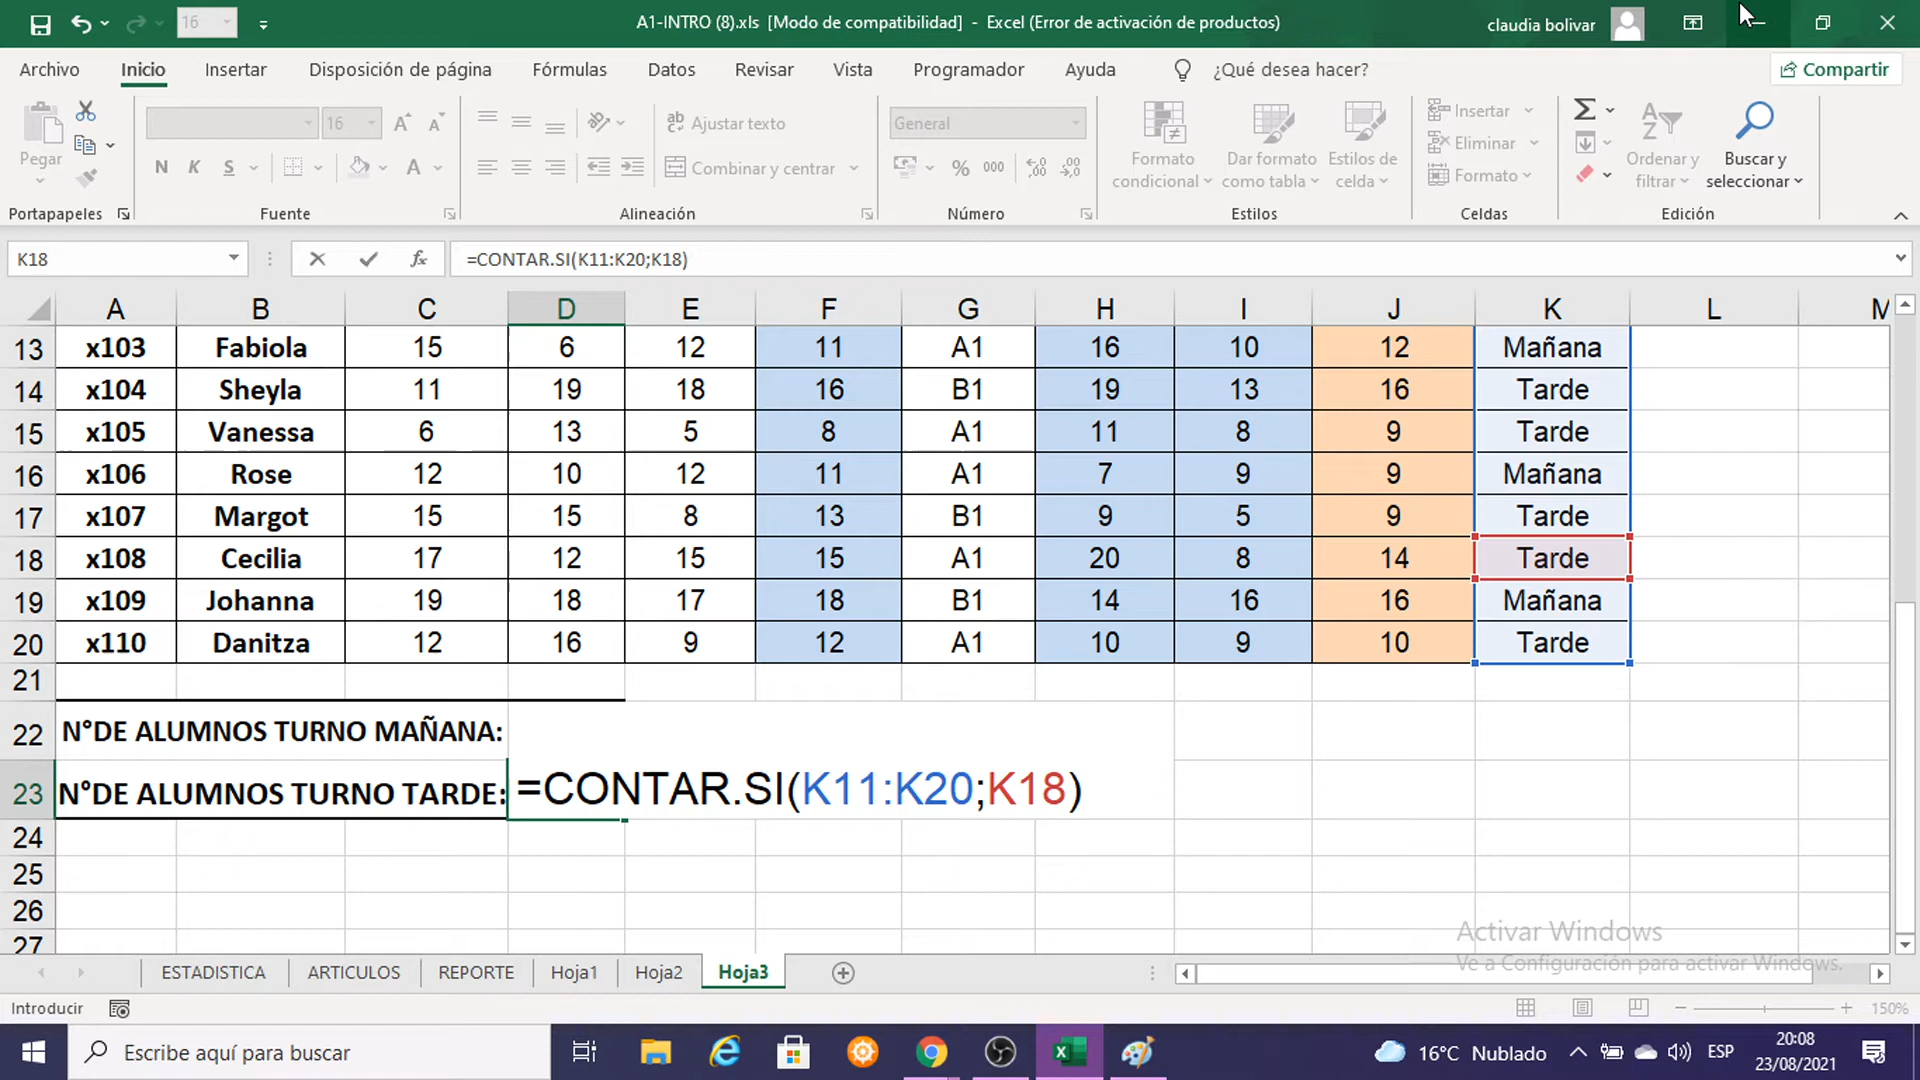 16
A1-INTRO (8).xls [Modo de compatibilidad] - Excel (Error de activación de productos)
claudia bolivar
Archivo Inicio Insertar Disposición de página Fórmulas Datos Revisar Vista Programador Ayuda ¿Qué desea hacer? Compartir
Pegar
16 A A
N K S A
Ajustar texto
Combinar y centrar
General
% 000
Formato condicional
Dar formato como tabla
Estilos de celda
Insertar
Eliminar
Formato
Ordenar y filtrar
Buscar y seleccionar
Portapapeles Fuente Alineación Número Estilos Celdas Edición
K18 fx =CONTAR.SI(K11:K20;K18)
A B C D E F G H I J K L M
13 x103 Fabiola 15 6 12 11 A1 16 10 12 Mañana
14 x104 Sheyla 11 19 18 16 B1 19 13 16 Tarde
15 x105 Vanessa 6 13 5 8 A1 11 8 9 Tarde
16 x106 Rose 12 10 12 11 A1 7 9 9 Mañana
17 x107 Margot 15 15 8 13 B1 9 5 9 Tarde
18 x108 Cecilia 17 12 15 15 A1 20 8 14 Tarde
19 x109 Johanna 19 18 17 18 B1 14 16 16 Mañana
20 x110 Danitza 12 16 9 12 A1 10 9 10 Tarde
21
22 N°DE ALUMNOS TURNO MAÑANA:
23 N°DE ALUMNOS TURNO TARDE: =CONTAR.SI(K11:K20;K18)
24
25
26
27
Activar Windows
Ve a Configuración para activar Windows.
ESTADISTICA ARTICULOS REPORTE Hoja1 Hoja2 Hoja3
Introducir 150%
Escribe aquí para buscar
16°C Nublado ESP 20:08
23/08/2021